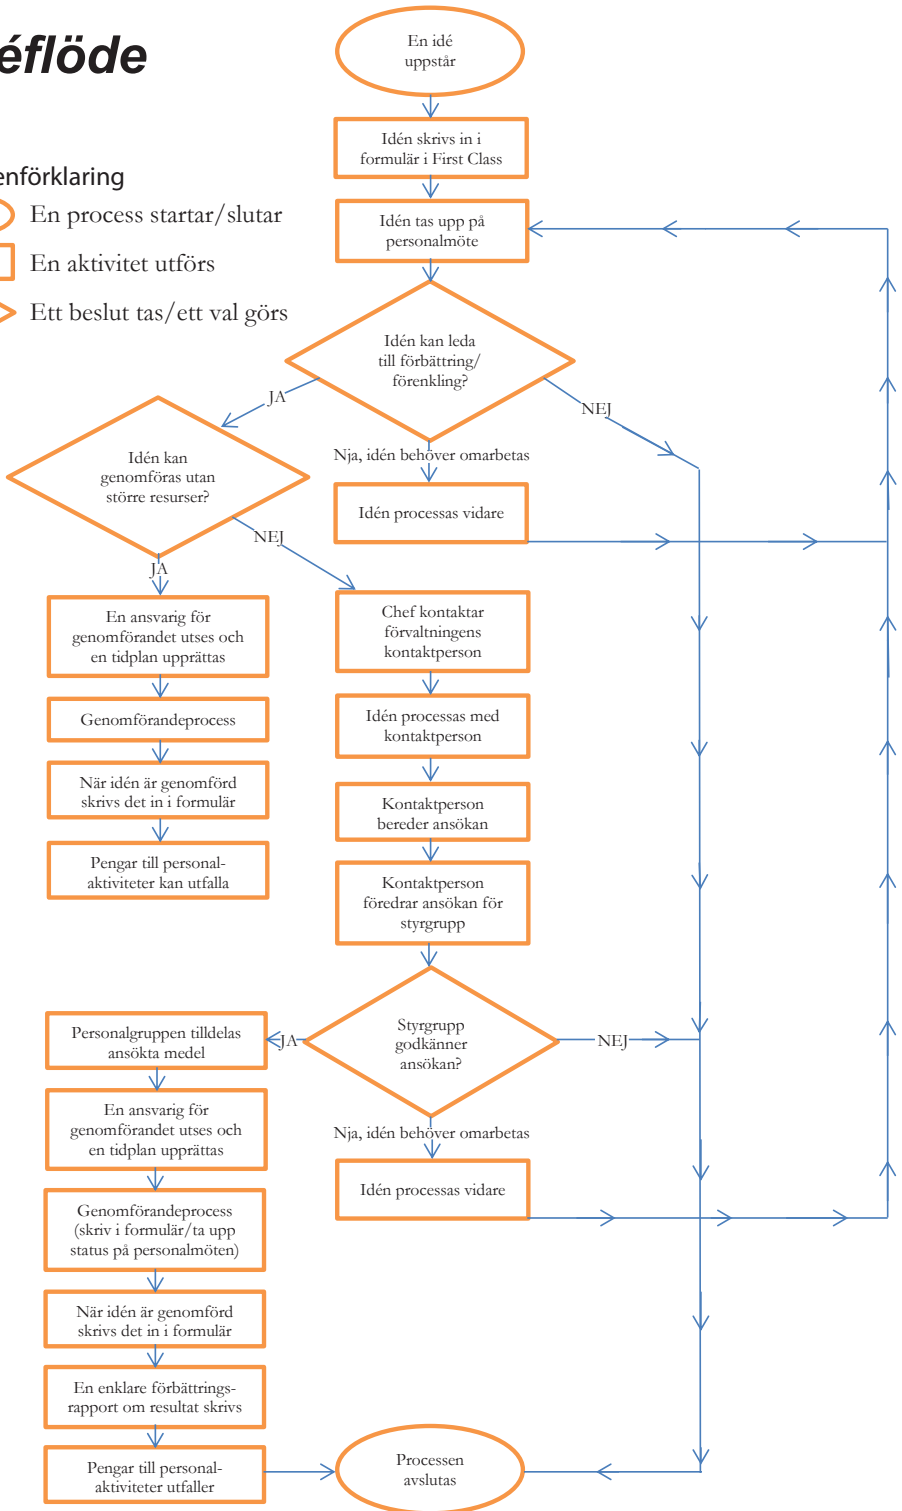 éflöde
enförklaring
En process startar/slutar
En aktivitet utförs
Ett beslut tas/ett val görs
En idé
uppstår
Idén skrivs in i
formulär i First Class
Idén tas upp på
personalmöte
Idén kan leda
till förbättring/
förenkling?
JA
NEJ
Nja, idén behöver omarbetas
Idén processas vidare
Idén kan
genomföras utan
större resurser?
NEJ
JA
En ansvarig för
genomförandet utses och
en tidplan upprättas
Genomförandeprocess
När idén är genomförd
skrivs det in i formulär
Pengar till personal-
aktiviteter kan utfalla
Chef kontaktar
förvaltningens
kontaktperson
Idén processas med
kontaktperson
Kontaktperson
bereder ansökan
Kontaktperson
föredrar ansökan för
styrgrupp
Styrgrupp
godkänner
ansökan?
JA
NEJ
Nja, idén behöver omarbetas
Idén processas vidare
Personalgruppen tilldelas
ansökta medel
En ansvarig för
genomförandet utses och
en tidplan upprättas
Genomförandeprocess
(skriv i formulär/ta upp
status på personalmöten)
När idén är genomförd
skrivs det in i formulär
En enklare förbättrings-
rapport om resultat skrivs
Pengar till personal-
aktiviteter utfaller
Processen
avslutas